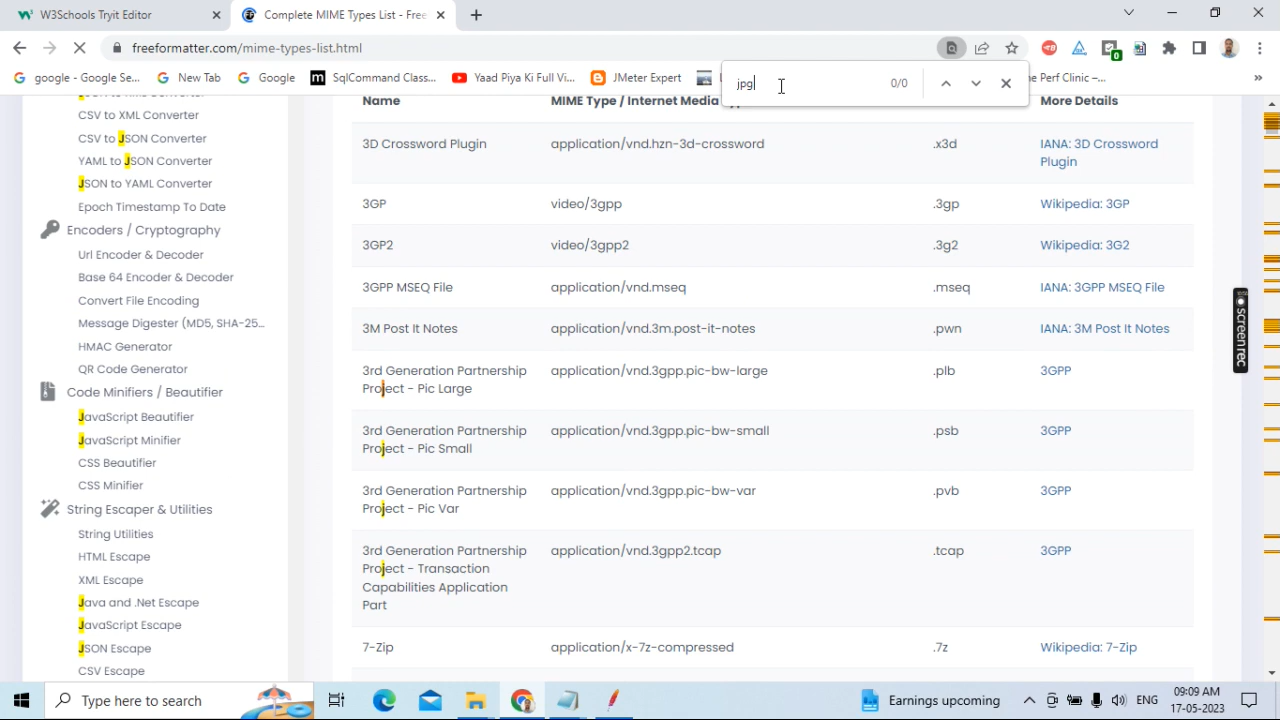 W3Schools Tryit Editor
Complete MIME Types List - Free
freeformatter.com/mime-types-list.html
google - Google Se...
New Tab
Google
SqlCommand Class...
Yaad Piya Ki Full Vi...
JMeter Expert
e Perf Clinic –...
»
jpg
0/0
CSV to XML Converter
CSV to JSON Converter
YAML to JSON Converter
JSON to YAML Converter
Epoch Timestamp To Date
Encoders / Cryptography
Url Encoder & Decoder
Base 64 Encoder & Decoder
Convert File Encoding
Message Digester (MD5, SHA-25...
HMAC Generator
QR Code Generator
Code Minifiers / Beautifier
JavaScript Beautifier
JavaScript Minifier
CSS Beautifier
CSS Minifier
String Escaper & Utilities
String Utilities
HTML Escape
XML Escape
Java and .Net Escape
JavaScript Escape
JSON Escape
CSV Escape
Name MIME Type / Internet Media More Details
3D Crossword Plugin application/vnd.hzn-3d-crossword .x3d IANA: 3D Crossword
Plugin
3GP video/3gpp .3gp Wikipedia: 3GP
3GP2 video/3gpp2 .3g2 Wikipedia: 3G2
3GPP MSEQ File application/vnd.mseq .mseq IANA: 3GPP MSEQ File
3M Post It Notes application/vnd.3m.post-it-notes .pwn IANA: 3M Post It Notes
3rd Generation Partnership application/vnd.3gpp.pic-bw-large .plb 3GPP
Project - Pic Large
3rd Generation Partnership application/vnd.3gpp.pic-bw-small .psb 3GPP
Project - Pic Small
3rd Generation Partnership application/vnd.3gpp.pic-bw-var .pvb 3GPP
Project - Pic Var
3rd Generation Partnership application/vnd.3gpp2.tcap .tcap 3GPP
Project - Transaction
Capabilities Application
Part
7-Zip application/x-7z-compressed .7z Wikipedia: 7-Zip
screen rec
Type here to search
Earnings upcoming
ENG
09:09 AM
17-05-2023